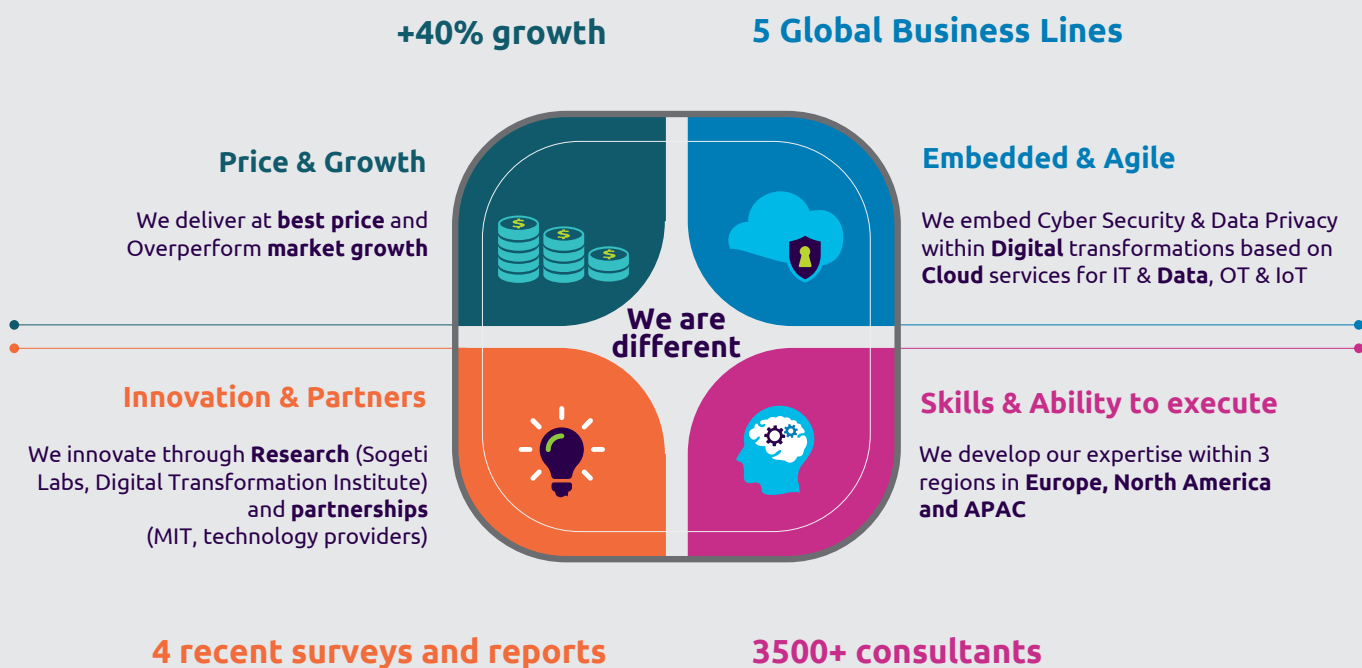 +40% growth
5 Global Business Lines
Price & Growth
We deliver at best price and
Overperform market growth
Embedded & Agile
We embed Cyber Security & Data Privacy
within Digital transformations based on
Cloud services for IT & Data, OT & IoT
We are
different
Innovation & Partners
We innovate through Research (Sogeti
Labs, Digital Transformation Institute)
and partnerships
(MIT, technology providers)
Skills & Ability to execute
We develop our expertise within 3
regions in Europe, North America
and APAC
4 recent surveys and reports
3500+ consultants